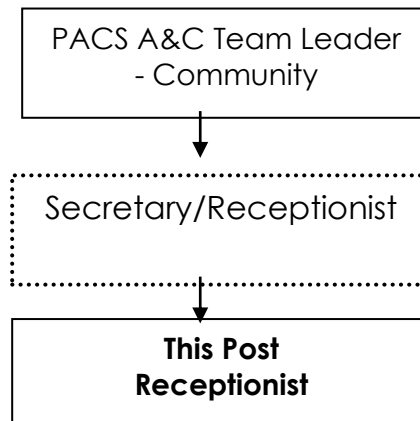 PACS A&C Team Leader
- Community
Secretary/Receptionist
This Post
Receptionist